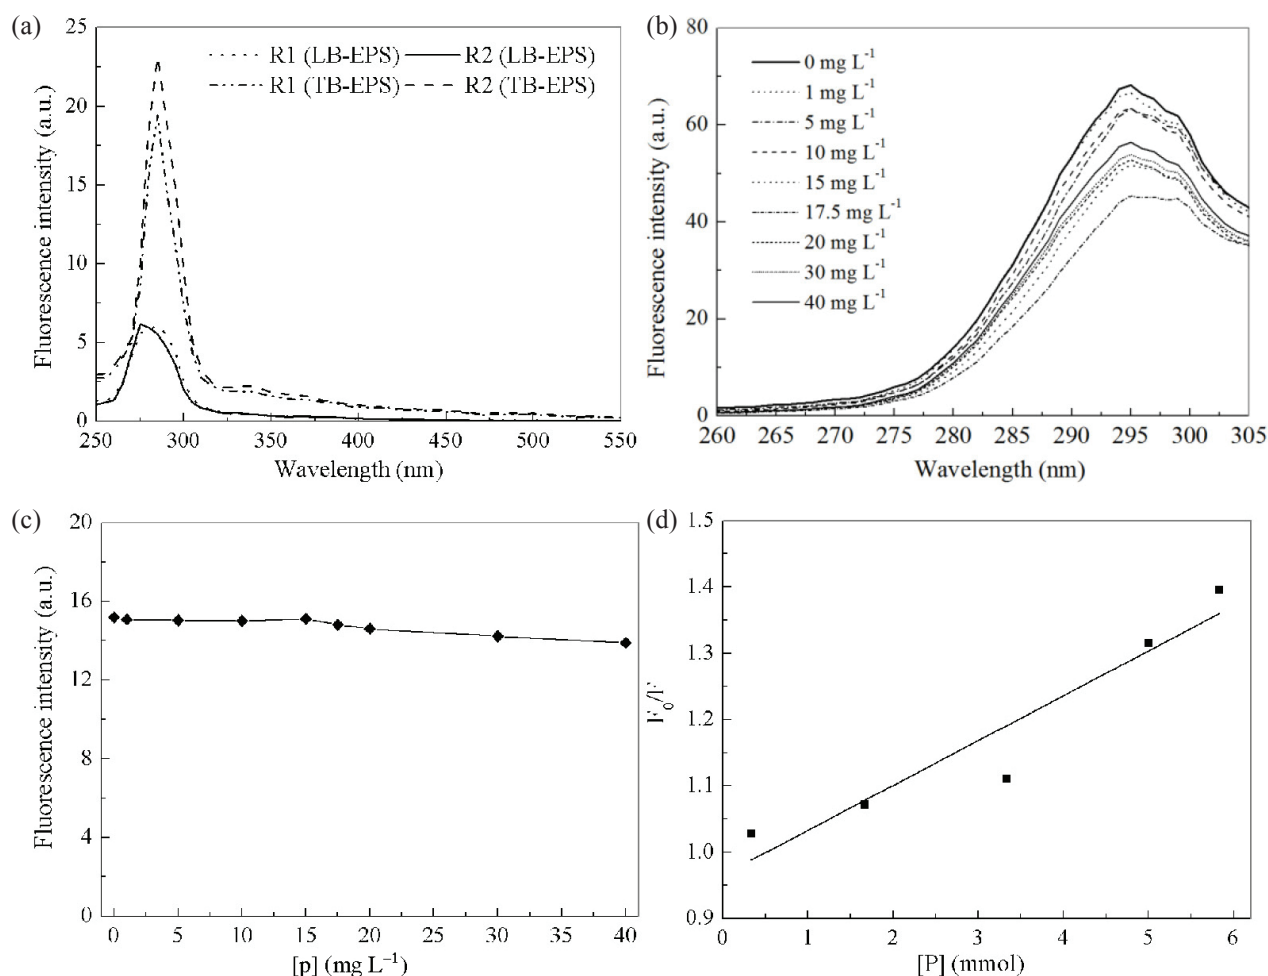 (a)
25
20
15
10
5
0
Fluorescence intensity (a.u.)
R1 (LB-EPS) R2 (LB-EPS)
R1 (TB-EPS) R2 (TB-EPS)
250 300 350 400 450 500 550
Wavelength (nm)
(b)
80
60
40
20
0
Fluorescence intensity (a.u.)
0 mg L⁻¹
1 mg L⁻¹
5 mg L⁻¹
10 mg L⁻¹
15 mg L⁻¹
17.5 mg L⁻¹
20 mg L⁻¹
30 mg L⁻¹
40 mg L⁻¹
260 265 270 275 280 285 290 295 300 305
Wavelength (nm)
(c)
20
16
12
8
4
0
Fluorescence intensity (a.u.)
0 5 10 15 20 25 30 35 40
[p] (mg L⁻¹)
(d)
1.5
1.4
1.3
1.2
1.1
1.0
0.9
F₀/F
0 1 2 3 4 5 6
[P] (mmol)